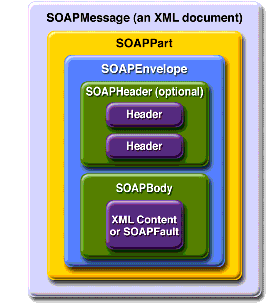 SOAPMessage (an XML document)
SOAPPart
SOAPEnvelope
SOAPHeader (optional)
Header
Header
SOAPBody
XML Content
or SOAPFault